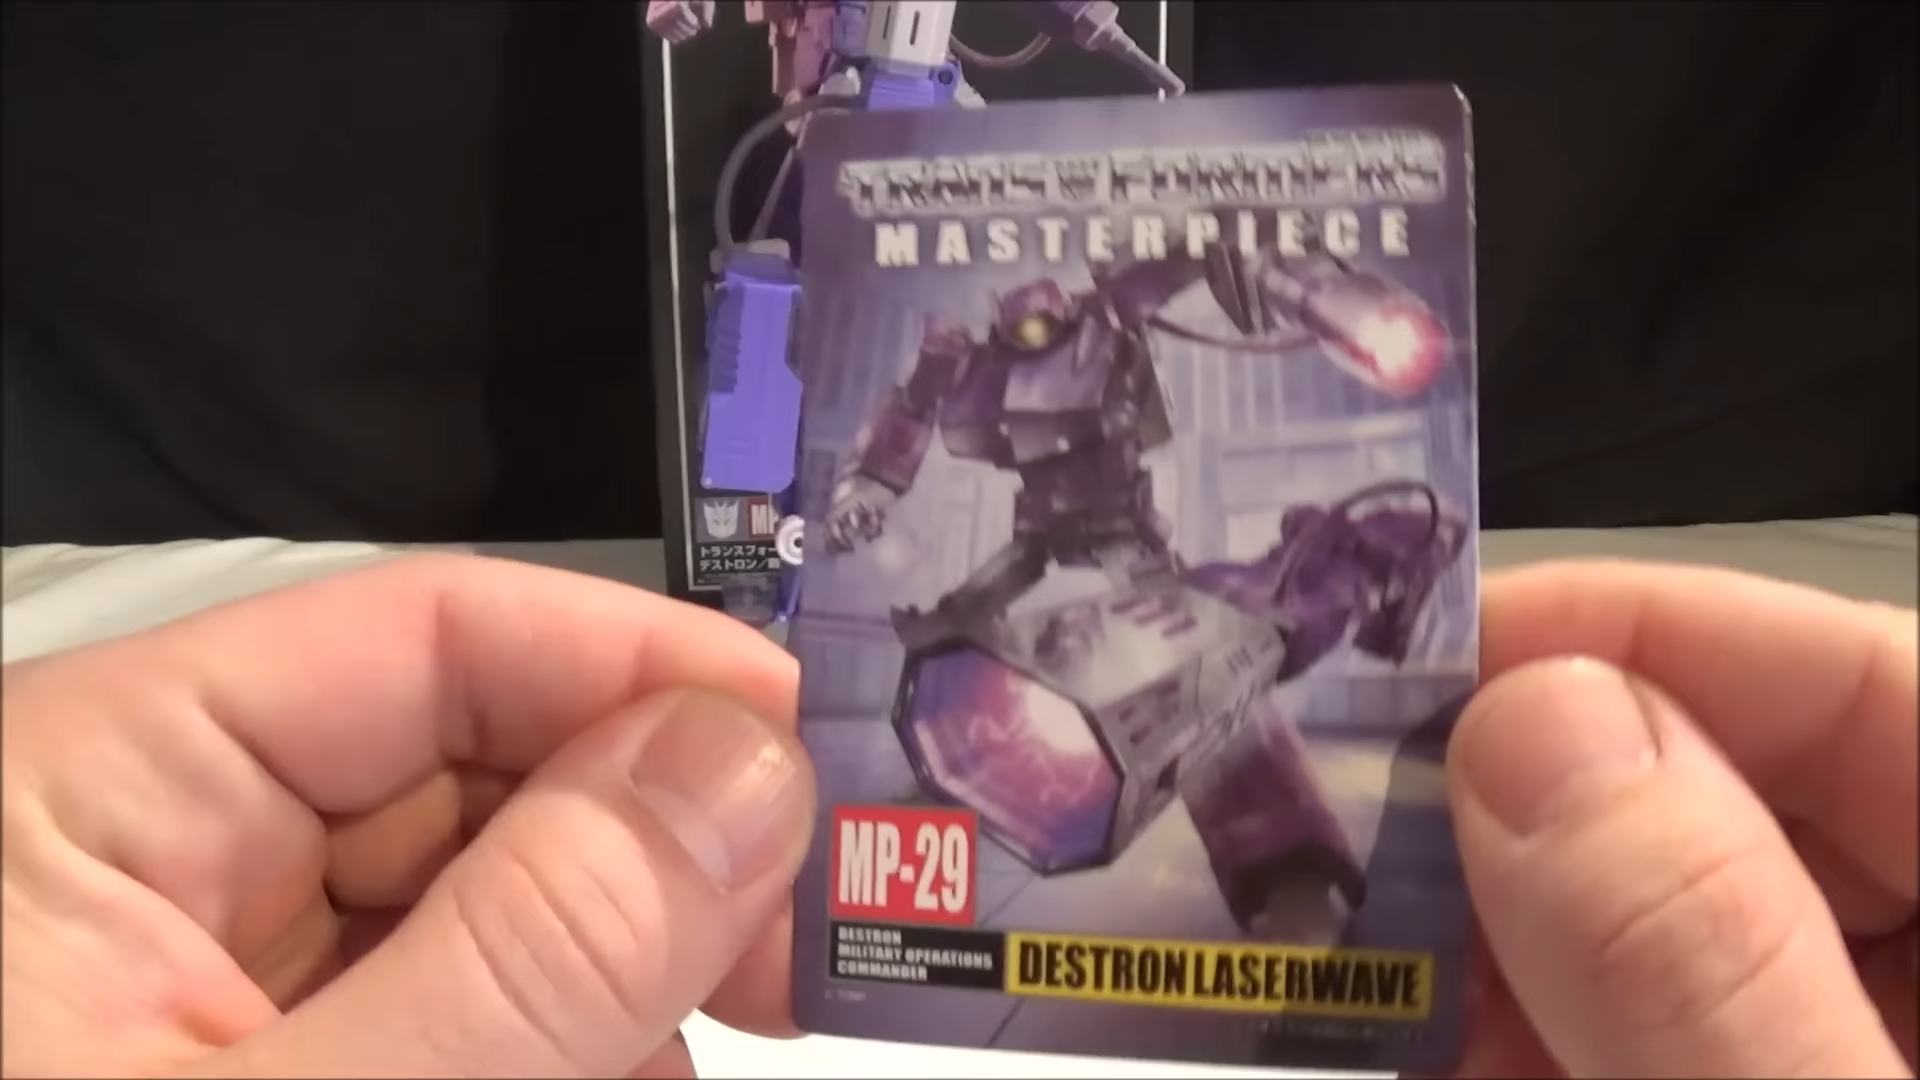 TRANSFORMERS
MASTERPIECE
MP
トランスフォー
デストロン/
MP-29
DESTRON
MILITARY OPERATIONS
COMMANDER
DESTRON LASERWAVE